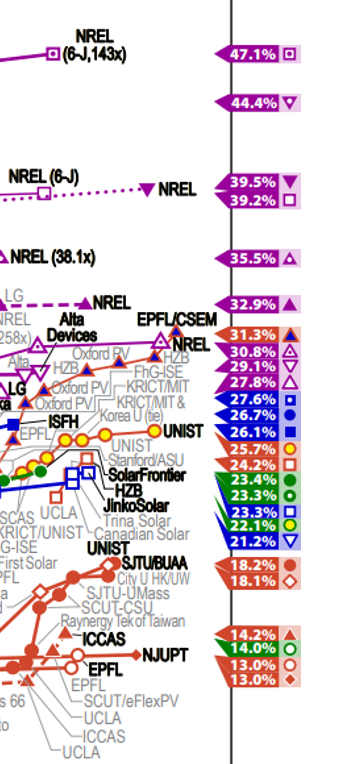 NREL
(6-J,143x)
47.1%
44.4%
NREL (6-J)
NREL
39.5%
39.2%
NREL (38.1x)
35.5%
LG
NREL
32.9%
NREL
258x)
Alta
Devices
EPFL/CSEM
31.3%
Oxford PV
NREL
30.8%
Alta
HZB
HZB
29.1%
FhG-ISE
27.8%
LG
Oxford PV
KRICT/MIT
27.6%
ka
Oxford PV
KRICT/MIT &
Korea U (tie)
26.7%
ISFH
26.1%
EPFL
UNIST
25.7%
UNIST
24.2%
Stanford/ASU
SolarFrontier
23.4%
HZB
23.3%
UCLA
JinkoSolar
23.3%
SCAS
Trina Solar
22.1%
KRICT/UNIST
Canadian Solar
21.2%
G-ISE
UNIST
First Solar
SJTU/BUAA
18.2%
PFL
City U HK/UW
18.1%
a
SJTU-UMass
d
SCUT-CSU
Raynergy Tek of Taiwan
ICCAS
14.2%
14.0%
NJUPT
13.0%
EPFL
13.0%
EPFL
s 66
SCUT/eFlexPV
UCLA
to
ICCAS
UCLA